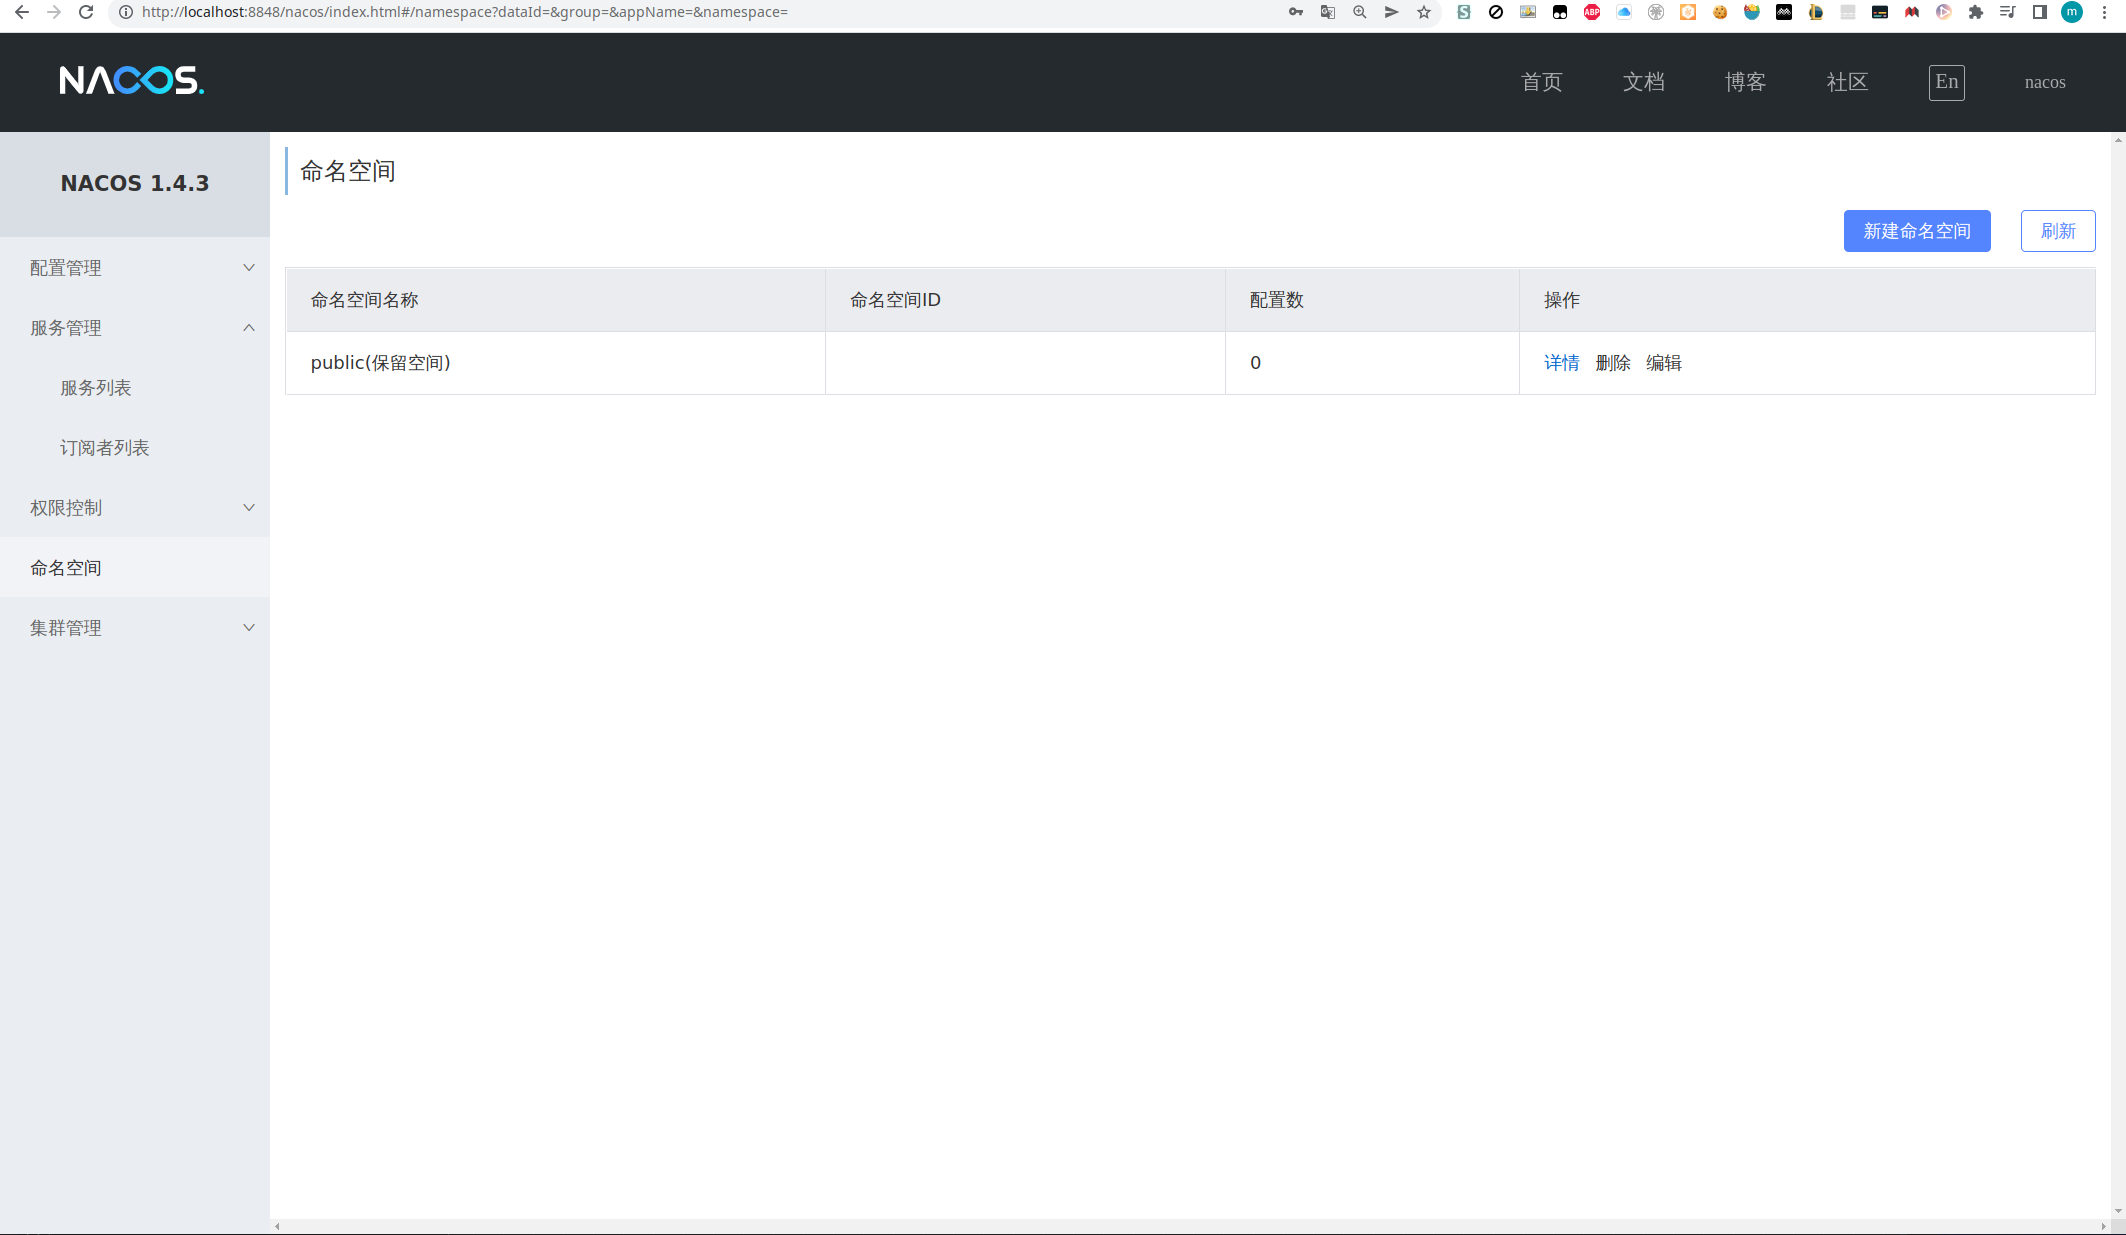 http://localhost:8848/nacos/index.html#/namespace?dataId=&group=&appName=&namespace=
ABP
m
NACOS.
首页 文档 博客 社区 En nacos
NACOS 1.4.3
配置管理
服务管理
服务列表
订阅者列表
权限控制
命名空间
集群管理
命名空间
新建命名空间 刷新
命名空间名称 命名空间ID 配置数 操作
public(保留空间) 0 详情 删除 编辑